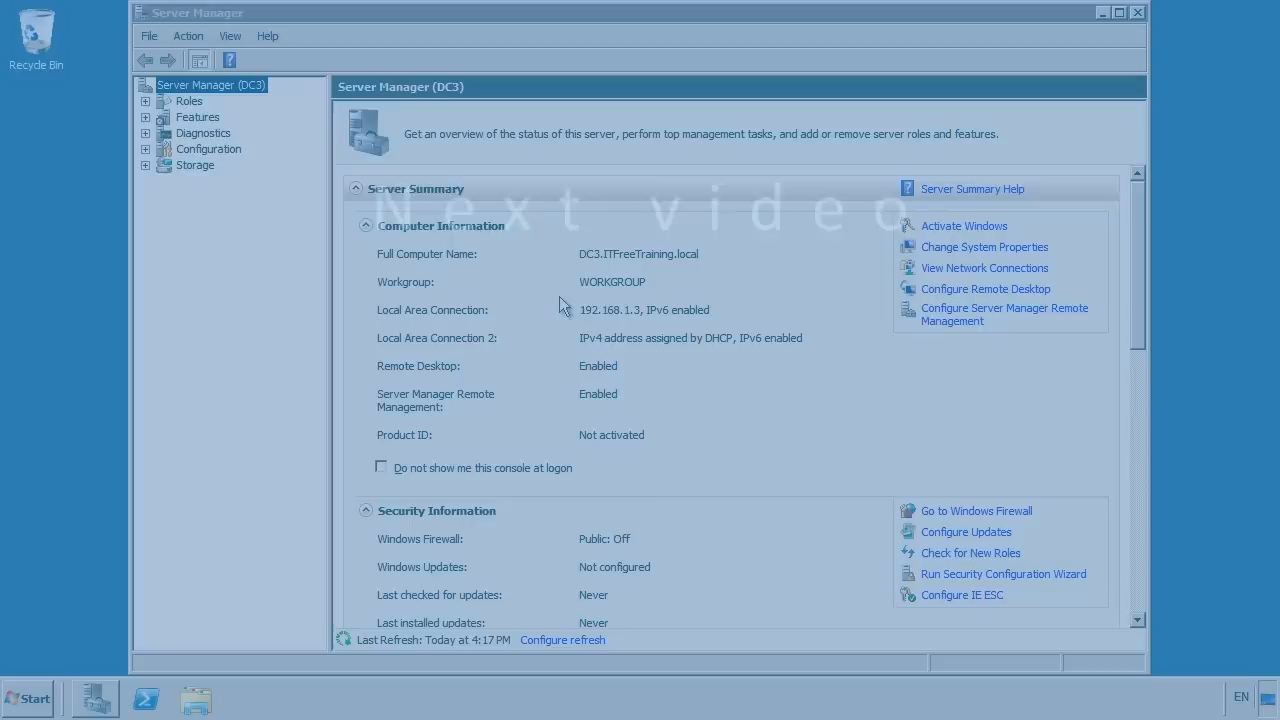 Recycle Bin
Server Manager
File Action View Help
Server Manager (DC3)
Roles
Features
Diagnostics
Configuration
Storage
Server Manager (DC3)
Get an overview of the status of this server, perform top management tasks, and add or remove server roles and features.
Next video
Server Summary
Server Summary Help
Computer Information
Full Computer Name: DC3.ITFreeTraining.local
Workgroup: WORKGROUP
Local Area Connection: 192.168.1.3, IPv6 enabled
Local Area Connection 2: IPv4 address assigned by DHCP, IPv6 enabled
Remote Desktop: Enabled
Server Manager Remote
Management: Enabled
Product ID: Not activated
Do not show me this console at logon
Activate Windows
Change System Properties
View Network Connections
Configure Remote Desktop
Configure Server Manager Remote
Management
Security Information
Windows Firewall: Public: Off
Windows Updates: Not configured
Last checked for updates: Never
Last installed updates: Never
Go to Windows Firewall
Configure Updates
Check for New Roles
Run Security Configuration Wizard
Configure IE ESC
Last Refresh: Today at 4:17 PM Configure refresh
Start
EN